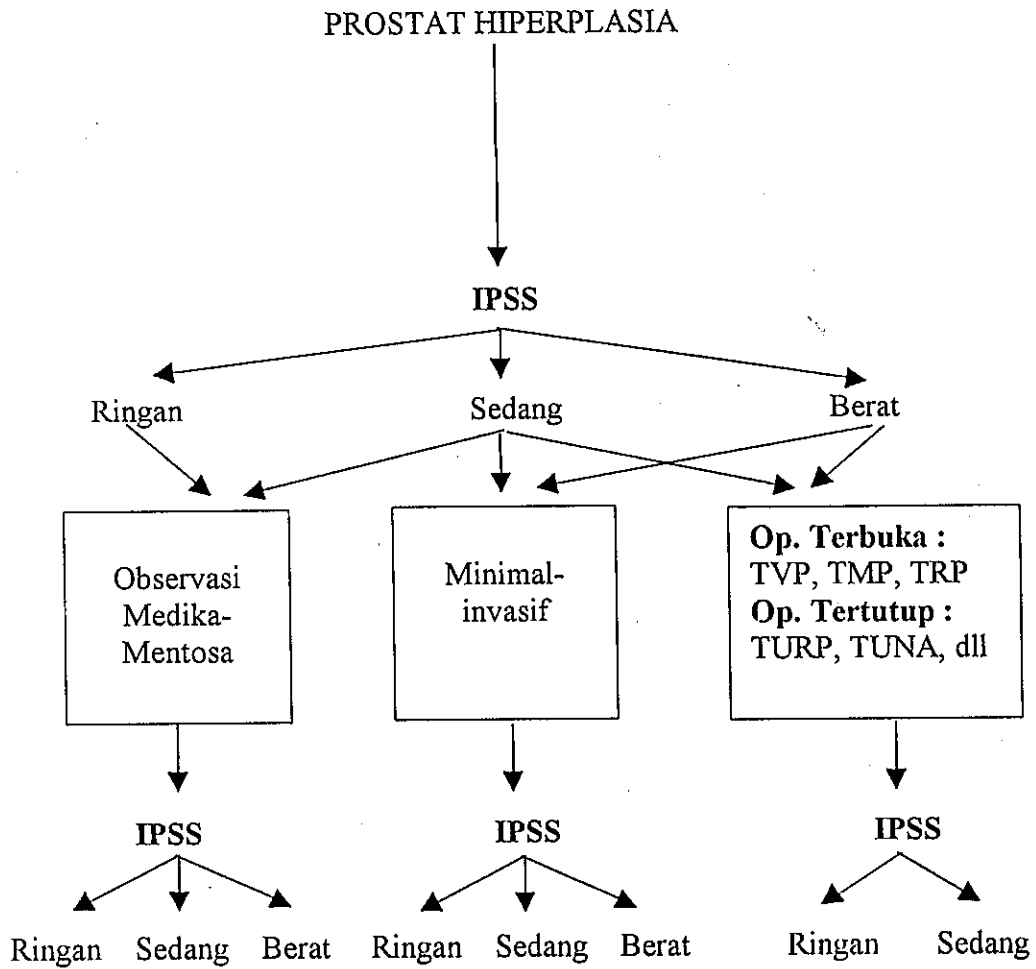 PROSTAT HIPERPLASIA
IPSS
Ringan
Sedang
Berat
Observasi
Medika-
Mentosa
Minimal-
invasif
Op. Terbuka :
TVP, TMP, TRP
Op. Tertutup :
TURP, TUNA, dll
IPSS
IPSS
IPSS
Ringan Sedang Berat
Ringan Sedang Berat
Ringan Sedang